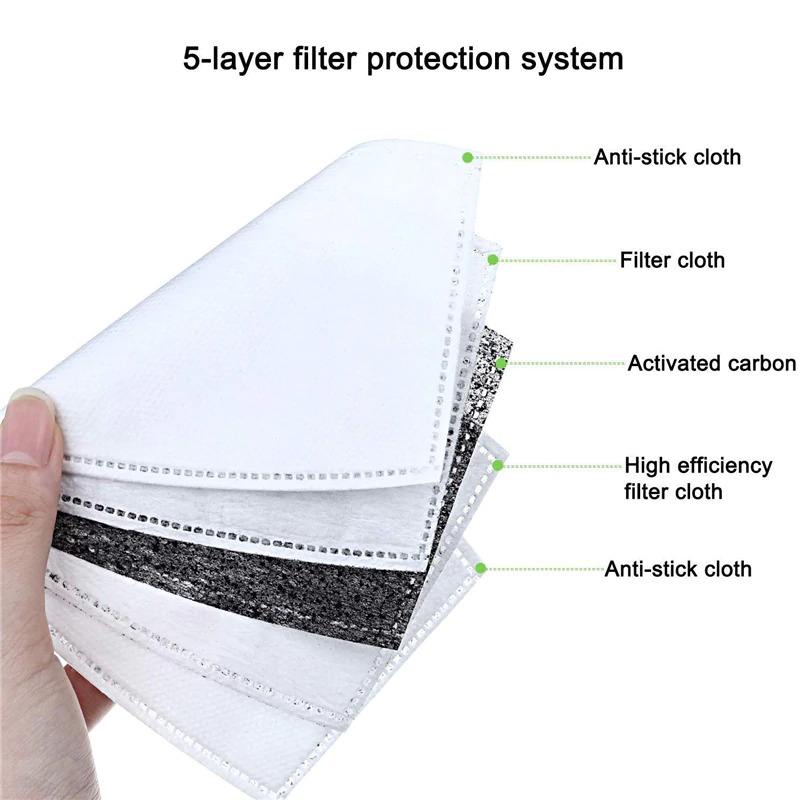 5-layer filter protection system
Anti-stick cloth
Filter cloth
Activated carbon
High efficiency
filter cloth
Anti-stick cloth